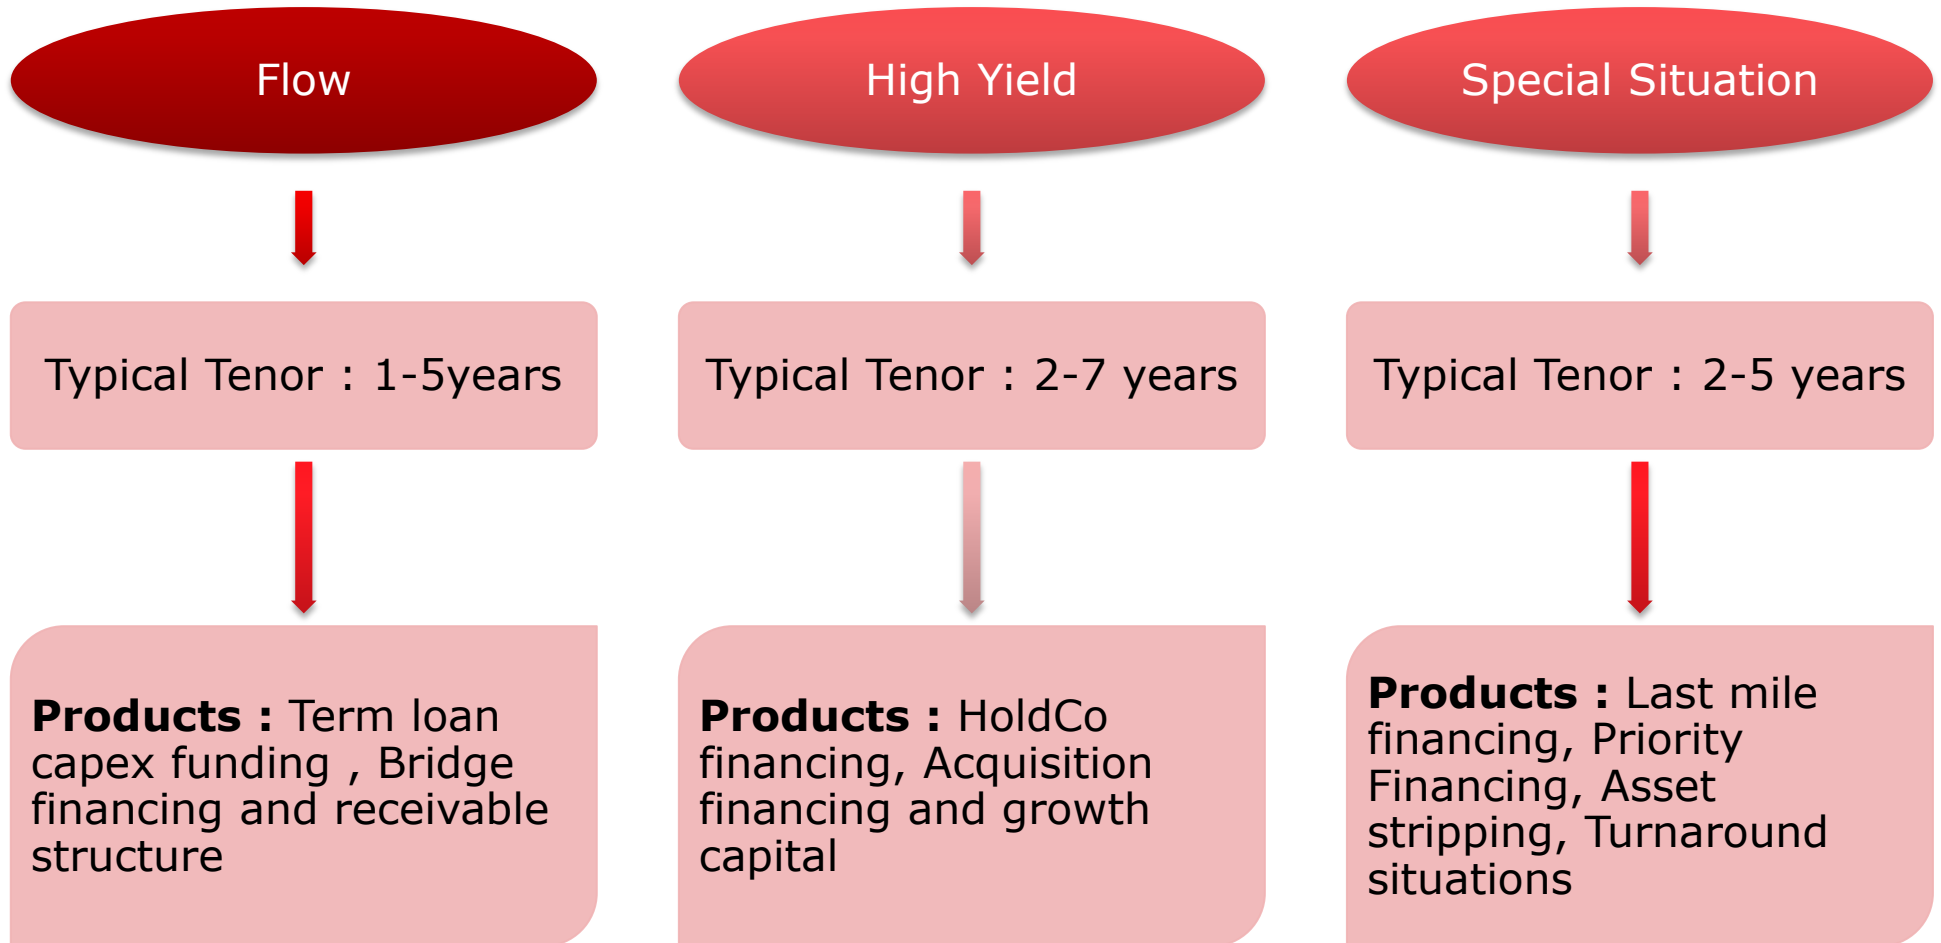 Flow
High Yield
Special Situation
Typical Tenor : 1-5years
Typical Tenor : 2-7 years
Typical Tenor : 2-5 years
Products : Term loan
capex funding , Bridge
financing and receivable
structure
Products : HoldCo
financing, Acquisition
financing and growth
capital
Products : Last mile
financing, Priority
Financing, Asset
stripping, Turnaround
situations